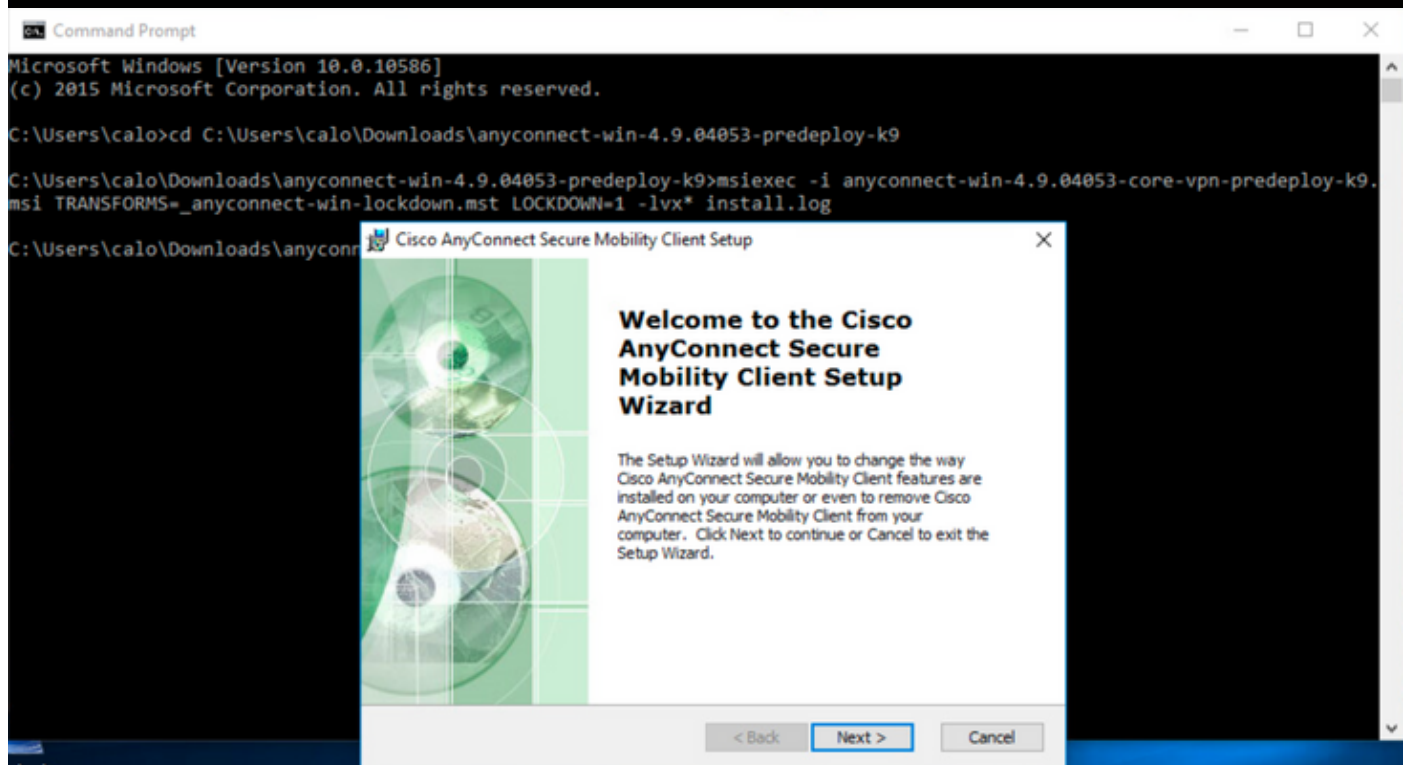 Command Prompt
Microsoft Windows [Version 10.0.10586]
(c) 2015 Microsoft Corporation. All rights reserved.
C:\Users\calo>cd C:\Users\calo\Downloads\anyconnect-win-4.9.04053-predeploy-k9
C:\Users\calo\Downloads\anyconnect-win-4.9.04053-predeploy-k9>msiexec -i anyconnect-win-4.9.04053-core-vpn-predeploy-k9.
msi TRANSFORMS=_anyconnect-win-lockdown.mst LOCKDOWN=1 -lvx* install.log
C:\Users\calo\Downloads\anyconn
Cisco AnyConnect Secure Mobility Client Setup
Welcome to the Cisco
AnyConnect Secure
Mobility Client Setup
Wizard
The Setup Wizard will allow you to change the way
Cisco AnyConnect Secure Mobility Client features are
installed on your computer or even to remove Cisco
AnyConnect Secure Mobility Client from your
computer. Click Next to continue or Cancel to exit the
Setup Wizard.
< Back Next > Cancel